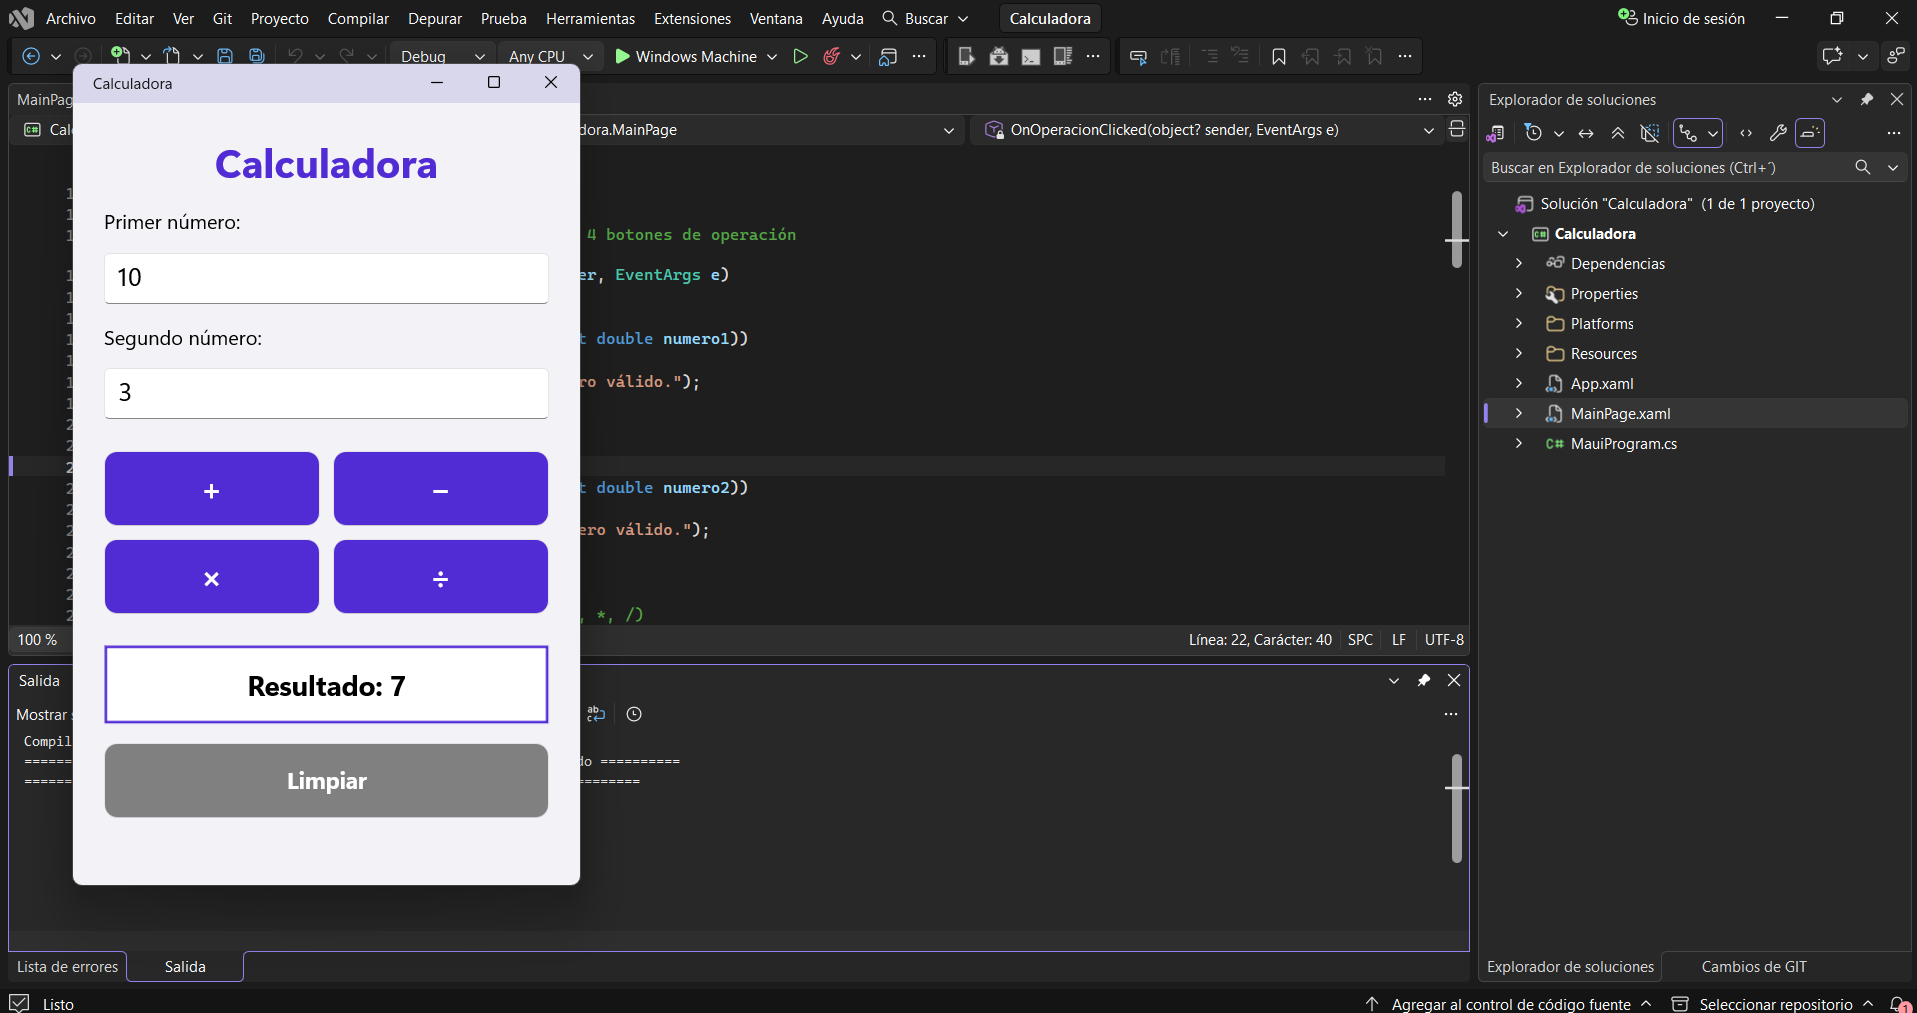 Archivo Editar Ver Git Proyecto Compilar Depurar Prueba Herramientas Extensiones Ventana Ayuda Buscar Calculadora Inicio de sesión
Debug Any CPU Windows Machine
Calculadora
MainPag
Cal
dora.MainPage
OnOperacionClicked(object? sender, EventArgs e)
Calculadora
Primer número:
10
Segundo número:
3
+
−
×
÷
Resultado: 7
Limpiar
4 botones de operación
er, EventArgs e)
t double numero1))
ro válido.");
t double numero2))
ero válido.");
, *, /)
100 %
Línea: 22, Carácter: 40 SPC LF UTF-8
Salida
Mostrar
Compil
do ==========
=====
Lista de errores Salida
Explorador de soluciones
Buscar en Explorador de soluciones (Ctrl+´)
Solución "Calculadora" (1 de 1 proyecto)
Calculadora
Dependencias
Properties
Platforms
Resources
App.xaml
MainPage.xaml
C# MauiProgram.cs
Explorador de soluciones Cambios de GIT
Listo
Agregar al control de código fuente Seleccionar repositorio 1